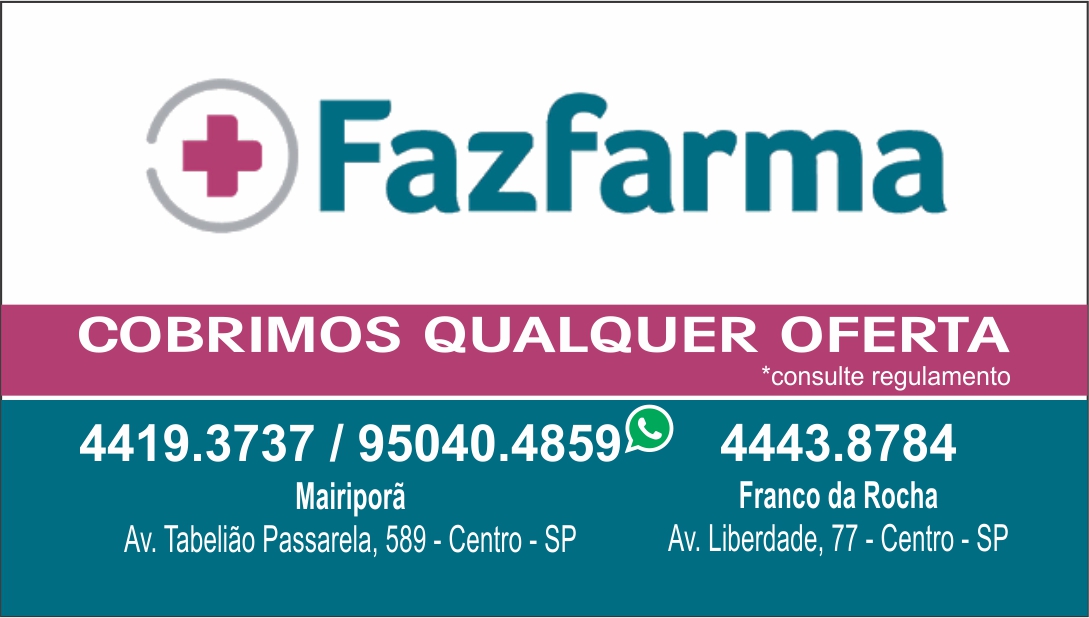 Fazfarma
COBRIMOS QUALQUER OFERTA
*consulte regulamento
4419.3737 / 95040.4859
Mairiporã
Av. Tabelião Passarela, 589 - Centro - SP
4443.8784
Franco da Rocha
Av. Liberdade, 77 - Centro - SP